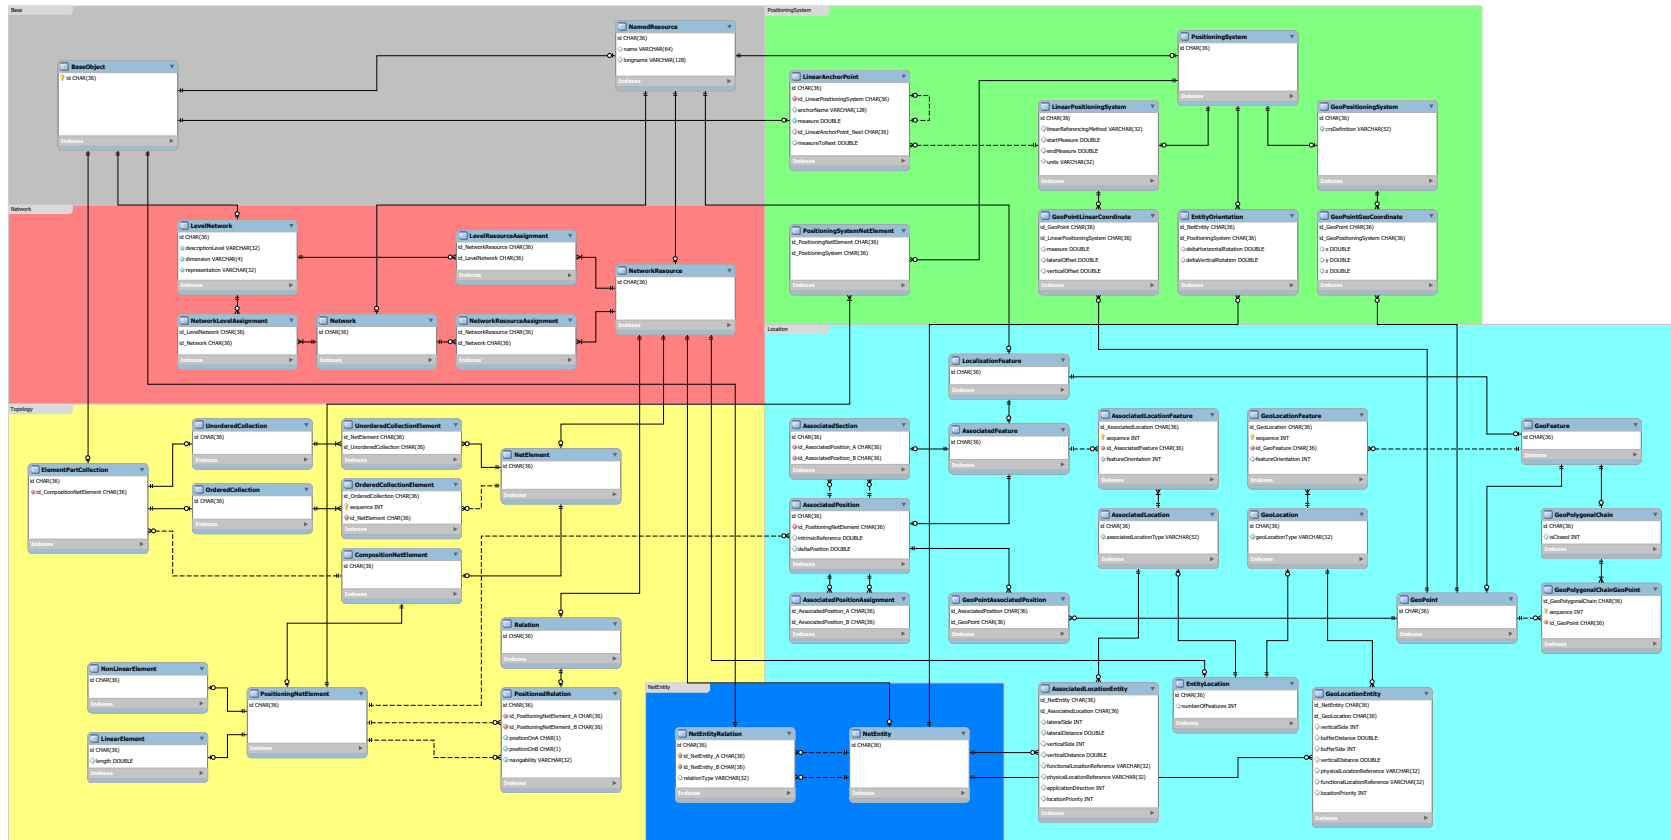 Base
NamedResource
id CHAR(36)
name VARCHAR(64)
longname VARCHAR(128)
Indexes
BaseObject
id CHAR(36)
Indexes
PositioningSystem
PositioningSystem
id CHAR(36)
Indexes
LinearAnchorPoint
id CHAR(36)
id_LinearPositioningSystem CHAR(36)
anchorName VARCHAR(128)
measure DOUBLE
id_LinearAnchorPoint_Next CHAR(36)
measureToNext DOUBLE
Indexes
LinearPositioningSystem
id CHAR(36)
linearReferencingMethod VARCHAR(32)
startMeasure DOUBLE
endMeasure DOUBLE
units VARCHAR(32)
Indexes
GeoPositioningSystem
id CHAR(36)
crsDefinition VARCHAR(32)
Indexes
PositioningSystemNetElement
id_PositioningNetElement CHAR(36)
id_PositioningSystem CHAR(36)
Indexes
GeoPointLinearCoordinate
id_GeoPoint CHAR(36)
id_LinearPositioningSystem CHAR(36)
measure DOUBLE
lateralOffset DOUBLE
verticalOffset DOUBLE
Indexes
EntityOrientation
id_NetEntity CHAR(36)
id_PositioningSystem CHAR(36)
deltaHorizontalRotation DOUBLE
deltaVerticalRotation DOUBLE
Indexes
GeoPointGeoCoordinate
id_GeoPoint CHAR(36)
id_GeoPositioningSystem CHAR(36)
x DOUBLE
y DOUBLE
z DOUBLE
Indexes
Network
LevelNetwork
id CHAR(36)
descriptionLevel VARCHAR(32)
dimension VARCHAR(4)
representation VARCHAR(32)
Indexes
LevelResourceAssignment
id_NetworkResource CHAR(36)
id_LevelNetwork CHAR(36)
Indexes
NetworkResource
id CHAR(36)
Indexes
NetworkLevelAssignment
id_LevelNetwork CHAR(36)
id_Network CHAR(36)
Indexes
Network
id CHAR(36)
Indexes
NetworkResourceAssignment
id_NetworkResource CHAR(36)
id_Network CHAR(36)
Indexes
Topology
UnorderedCollection
id CHAR(36)
Indexes
UnorderedCollectionElement
id_NetElement CHAR(36)
id_UnorderedCollection CHAR(36)
Indexes
NetElement
id CHAR(36)
Indexes
ElementPartCollection
id CHAR(36)
id_CompositionNetElement CHAR(36)
Indexes
OrderedCollection
id CHAR(36)
Indexes
OrderedCollectionElement
id_OrderedCollection CHAR(36)
sequence INT
id_NetElement CHAR(36)
Indexes
CompositionNetElement
id CHAR(36)
Indexes
Relation
id CHAR(36)
Indexes
NonLinearElement
id CHAR(36)
Indexes
PositioningNetElement
id CHAR(36)
Indexes
PositionedRelation
id CHAR(36)
id_PositioningNetElement_A CHAR(36)
id_PositioningNetElement_B CHAR(36)
positionOnA CHAR(1)
positionOnB CHAR(1)
navigability VARCHAR(32)
Indexes
LinearElement
id CHAR(36)
length DOUBLE
Indexes
Location
LocalizationFeature
id CHAR(36)
Indexes
AssociatedSection
id CHAR(36)
id_AssociatedPosition_A CHAR(36)
id_AssociatedPosition_B CHAR(36)
Indexes
AssociatedFeature
id CHAR(36)
Indexes
AssociatedLocationFeature
id_AssociatedLocation CHAR(36)
sequence INT
id_AssociatedFeature CHAR(36)
featureOrientation INT
Indexes
GeoLocationFeature
id_GeoLocation CHAR(36)
sequence INT
id_GeoFeature CHAR(36)
featureOrientation INT
Indexes
GeoFeature
id CHAR(36)
Indexes
AssociatedPosition
id CHAR(36)
id_PositioningNetElement CHAR(36)
intrinsicReference DOUBLE
deltaPosition DOUBLE
Indexes
AssociatedLocation
id CHAR(36)
associatedLocationType VARCHAR(32)
Indexes
GeoLocation
id CHAR(36)
geoLocationType VARCHAR(32)
Indexes
GeoPolygonalChain
id CHAR(36)
isClosed INT
Indexes
AssociatedPositionAssignment
id_AssociatedPosition_A CHAR(36)
id_AssociatedPosition_B CHAR(36)
Indexes
GeoPointAssociatedPosition
id_AssociatedPosition CHAR(36)
id_GeoPoint CHAR(36)
Indexes
GeoPoint
id CHAR(36)
Indexes
GeoPolygonalChainGeoPoint
id_GeoPolygonalChain CHAR(36)
sequence INT
id_GeoPoint CHAR(36)
Indexes
AssociatedLocationEntity
id_NetEntity CHAR(36)
id_AssociatedLocation CHAR(36)
lateralSide INT
lateralDistance DOUBLE
verticalSide INT
verticalDistance DOUBLE
functionalLocationReference VARCHAR(32)
physicalLocationReference VARCHAR(32)
applicationDirection INT
locationPriority INT
Indexes
EntityLocation
id CHAR(36)
numberOfFeatures INT
Indexes
GeoLocationEntity
id_NetEntity CHAR(36)
id_GeoLocation CHAR(36)
verticalSide INT
bufferDistance DOUBLE
bufferSide INT
verticalDistance DOUBLE
physicalLocationReference VARCHAR(32)
functionalLocationReference VARCHAR(32)
locationPriority INT
Indexes
NetEntity
NetEntityRelation
id CHAR(36)
id_NetEntity_A CHAR(36)
id_NetEntity_B CHAR(36)
relationType VARCHAR(32)
Indexes
NetEntity
id CHAR(36)
Indexes